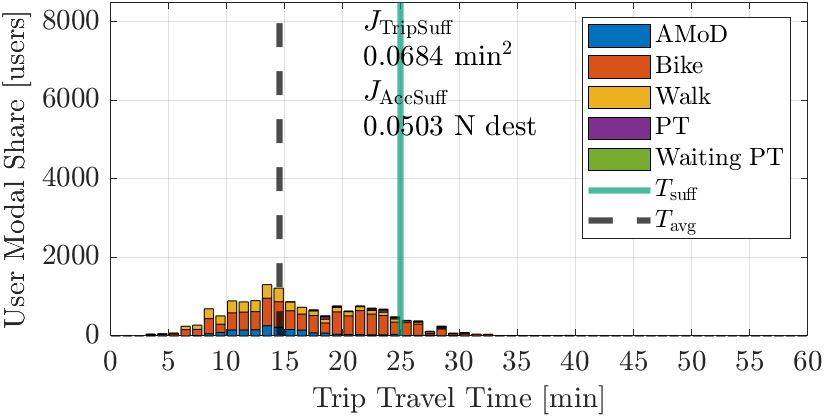 8000
6000
4000
2000
0
User Modal Share [users]
J_TripSuff
0.0684 min²
J_AccSuff
0.0503 N dest
AMoD
Bike
Walk
PT
Waiting PT
T_suff
T_avg
0 5 10 15 20 25 30 35 40 45 50 55 60
Trip Travel Time [min]